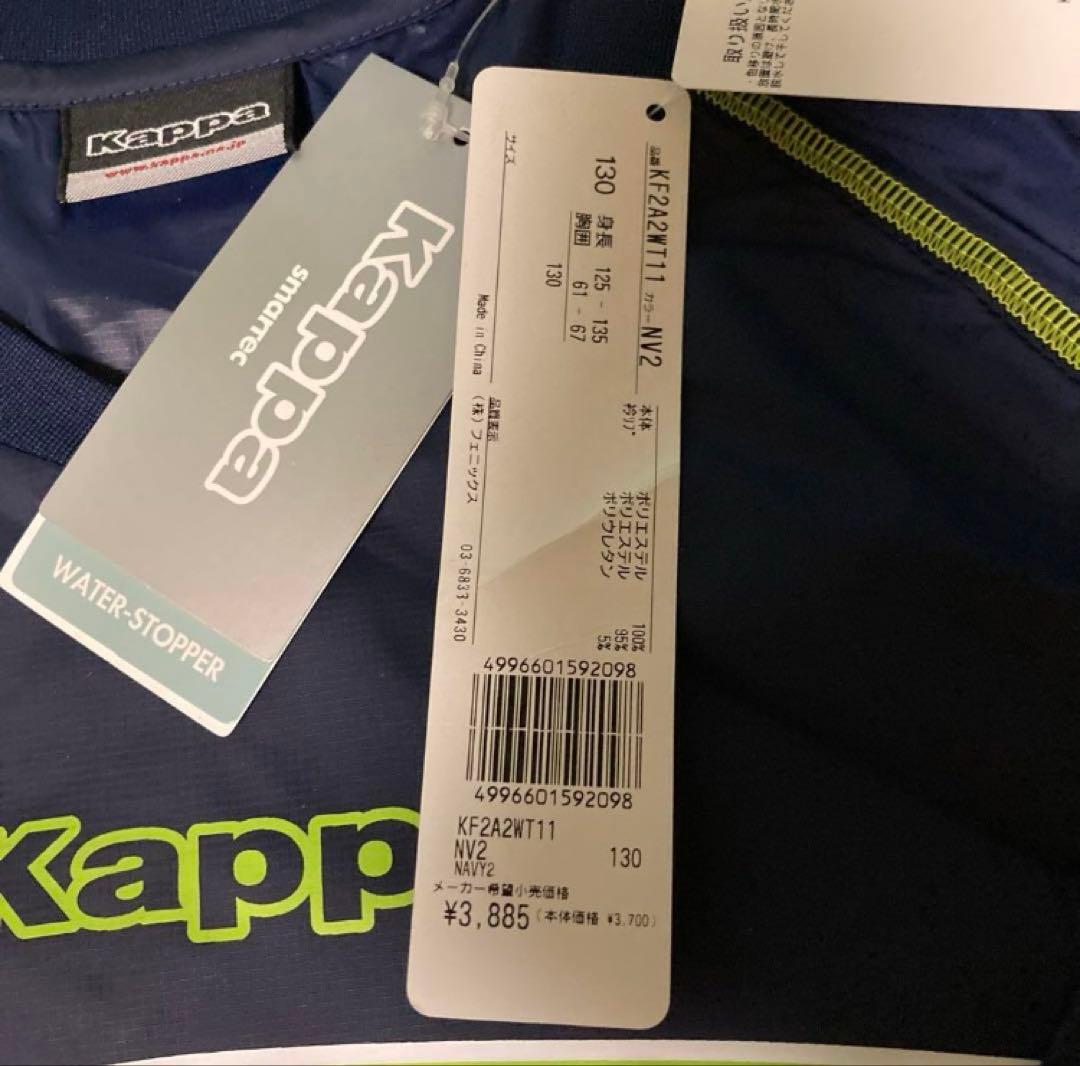 Kappa
www.kappa.ne.jp
Kappa
smartec
WATER-STOPPER
取り扱い
品番 KF2A2WT11 カラー NV2
サイズ
130 身長 125 - 135
胸囲 61 - 67
130
本体 ポリエステル 100%
衿リブ ポリエステル 95%
ポリウレタン 5%
品質表示
Made in China (株)フェニックス 03-6833-3430
4996601592098
4996601592098
KF2A2WT11
NV2 130
NAVY2
メーカー希望小売価格
¥3,885 (本体価格 ¥3,700)
Kapp